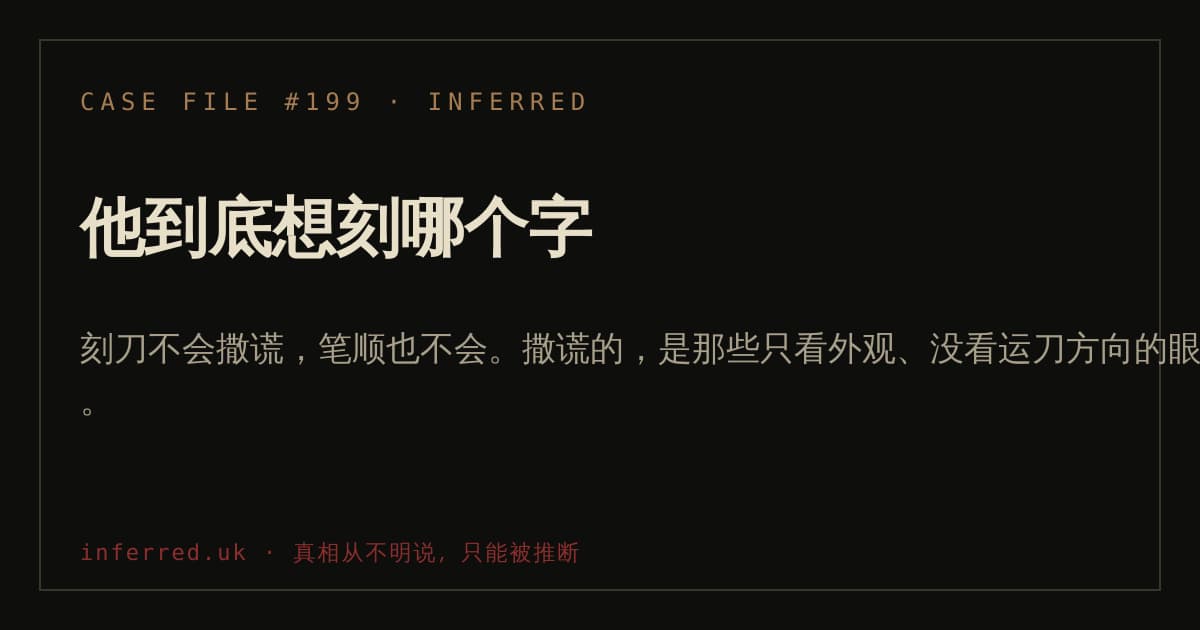 CASE FILE #199 · INFERRED
他到底想刻哪个字
刻刀不会撒谎，笔顺也不会。撒谎的，是那些只看外观、没看运刀方向的眼
。
inferred.uk · 真相从不明说，只能被推断